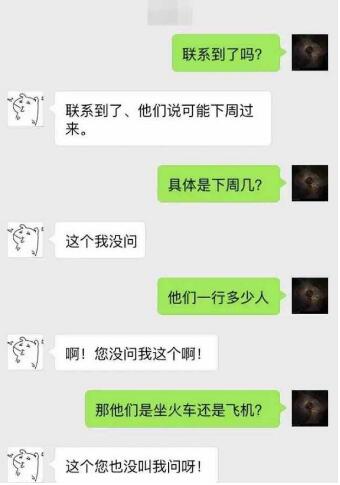 联系到了吗?
联系到了、他们说可能下周过
来。
具体是下周几?
这个我没问
他们一行多少人
啊！您没问我这个啊！
那他们是坐火车还是飞机?
这个您也没叫我问呀！